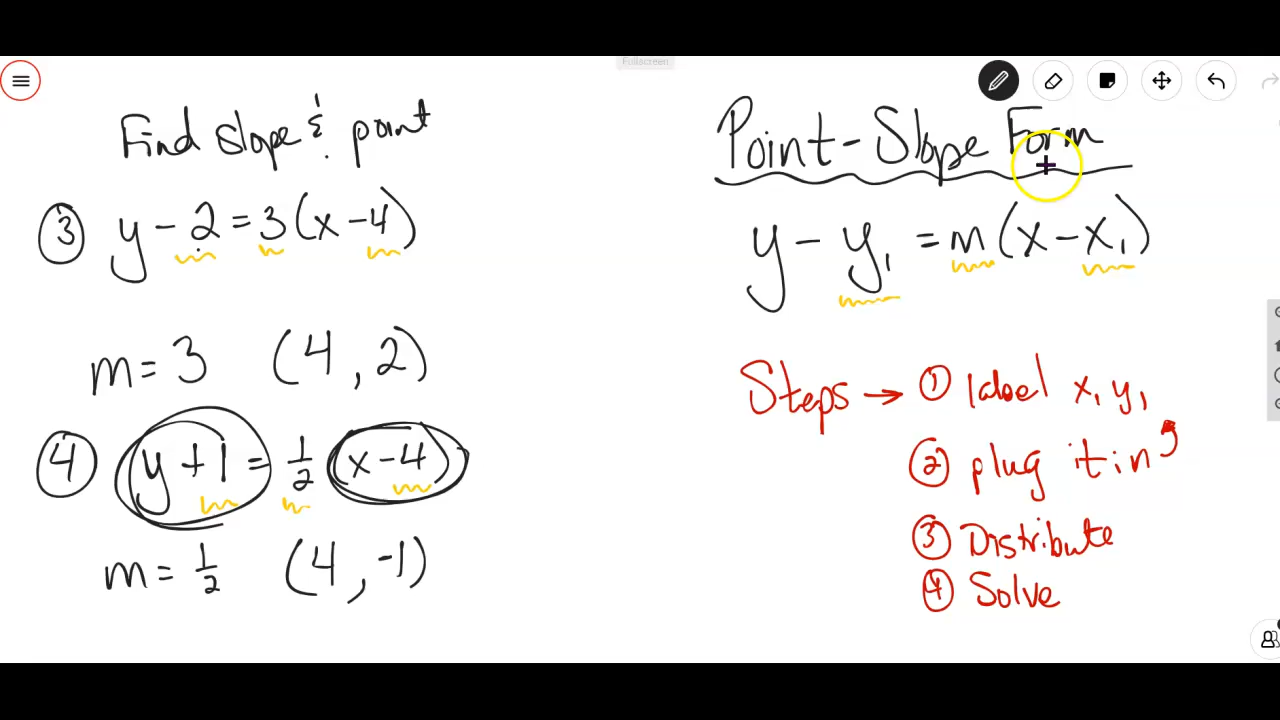 Fullscreen
Find slope & point
③ y - 2 = 3(x - 4)
m = 3 (4, 2)
④ y + 1 = 1/2 (x - 4)
m = 1/2 (4, -1)
Point-Slope Form
y - y₁ = m(x - x₁)
Steps → ① label x₁ y₁
② plug it in
③ Distribute
④ Solve